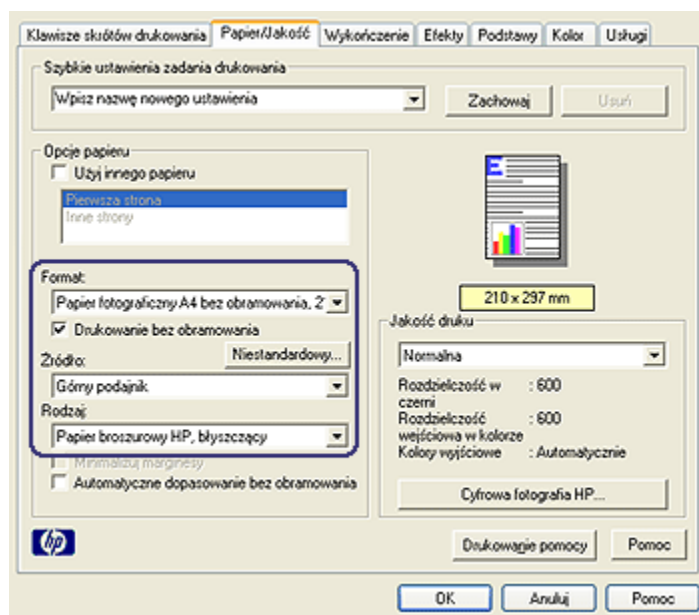 Klawisze skrótów drukowania Papier/Jakość Wykończenie Efekty Podstawy Kolor Usługi
Szybkie ustawienia zadania drukowania
Wpisz nazwę nowego ustawienia
Zachowaj Usuń
Opcje papieru
Użyj innego papieru
Pierwsza strona
Inne strony
Format:
Papier fotograficzny A4 bez obramowania, 2
Drukowanie bez obramowania
Źródło:
Niestandardowy...
Górny podajnik
Rodzaj:
Papier broszurowy HP, błyszczący
Minimalizuj marginesy
Automatyczne dopasowanie bez obramowania
210 x 297 mm
Jakość druku
Normalna
Rozdzielczość w : 600
czerni
Rozdzielczość : 600
wejściowa w kolorze
Kolory wyjściowe : Automatycznie
Cyfrowa fotografia HP...
hp
Drukowanie pomocy Pomoc
OK Anuluj Pomoc